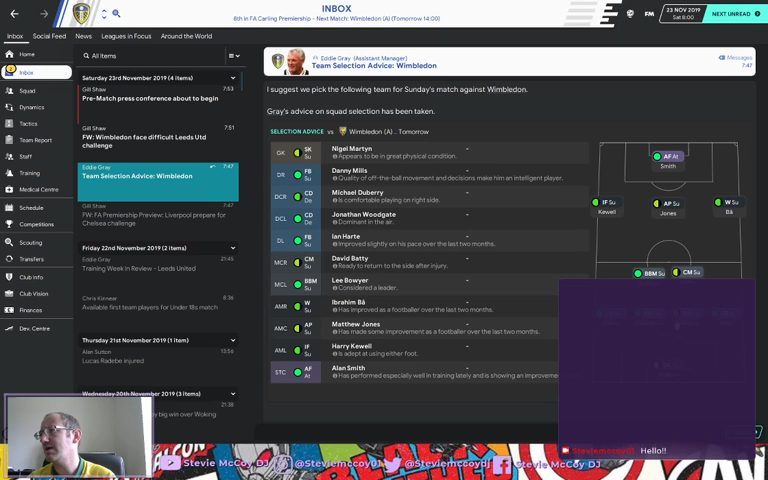 INBOX
8th in FA Carling Premiership - Next Match: Wimbledon (A) (Tomorrow 14:00)
FM
23 NOV 2019
Sat 8:00
NEXT UNREAD
Inbox Social Feed News Leagues in Focus Around the World
Home
Inbox
Squad
Dynamics
Tactics
Team Report
Staff
Training
Medical Centre
Schedule
Competitions
Scouting
Transfers
Club Info
Club Vision
Finances
Dev. Centre
All Items
Saturday 23rd November 2019 (4 items)
Gill Shaw 7:53
Pre-Match press conference about to begin
Gill Shaw 7:51
FW: Wimbledon face difficult Leeds Utd
challenge
Eddie Gray 7:47
Team Selection Advice: Wimbledon
Gill Shaw 7:47
FW: FA Premiership Preview: Liverpool prepare for
Chelsea challenge
Friday 22nd November 2019 (2 items)
Eddie Gray 21:45
Training Week in Review - Leeds United
Chris Kinnear 8:36
Available first team players for Under 18s match
Thursday 21st November 2019 (1 item)
Alan Sutton 13:56
Lucas Radebe injured
Wednesday 20th November 2019 (3 items)
21:38
y big win over Woking
Eddie Gray (Assistant Manager)
Team Selection Advice: Wimbledon
Messages
7:47
I suggest we pick the following team for Sunday's match against Wimbledon.
Gray's advice on squad selection has been taken.
SELECTION ADVICE vs Wimbledon (A) . Tomorrow
GK SK Su Nigel Martyn -
Appears to be in great physical condition.
DR FB Su Danny Mills -
Quality of off-the-ball movement and decisions make him an intelligent player.
DCR CD De Michael Duberry -
Is comfortable playing on right side.
DCL CD De Jonathan Woodgate -
Dominant in the air.
DL FB Su Ian Harte -
Improved slightly on his pace over the last two months.
MCR CM Su David Batty -
Ready to return to the side after injury.
MCL BBM Su Lee Bowyer -
Considered a leader.
AMR W Su Ibrahim Bâ -
Has improved as a footballer over the last two months.
AMC AP Su Matthew Jones -
Has made some improvement as a footballer over the last two months.
AML IF Su Harry Kewell -
Is adept at using either foot.
STC AF At Alan Smith -
Has performed especially well in training lately and is showing an improveme
AF At
Smith
IF Su
Kewell
AP Su
Jones
W Su
Bâ
BBM Su
CM Su
Steviemccoy01 Hello!!
Stevie McCoy DJ @Steviemccoy01 @Steviemccoydj Stevie McCoy DJ